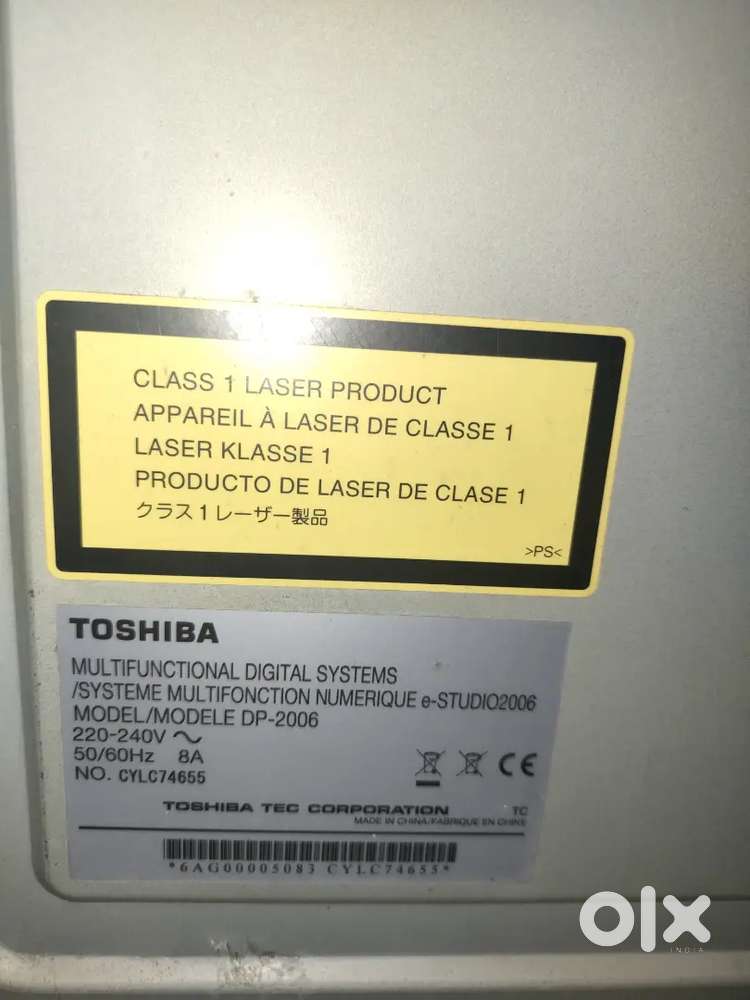 CLASS 1 LASER PRODUCT
APPAREIL À LASER DE CLASSE 1
LASER KLASSE 1
PRODUCTO DE LASER DE CLASE 1
クラス1レーザー製品
>PS<
TOSHIBA
MULTIFUNCTIONAL DIGITAL SYSTEMS
/SYSTEME MULTIFONCTION NUMERIQUE e-STUDIO2006
MODEL/MODELE DP-2006
220-240V ～
50/60Hz 8A
NO. CYLC74655
CE
TOSHIBA TEC CORPORATION TC
MADE IN CHINA/FABRIQUE EN CHINE
*6AG00005083 CYLC74655*
olx
INDIA